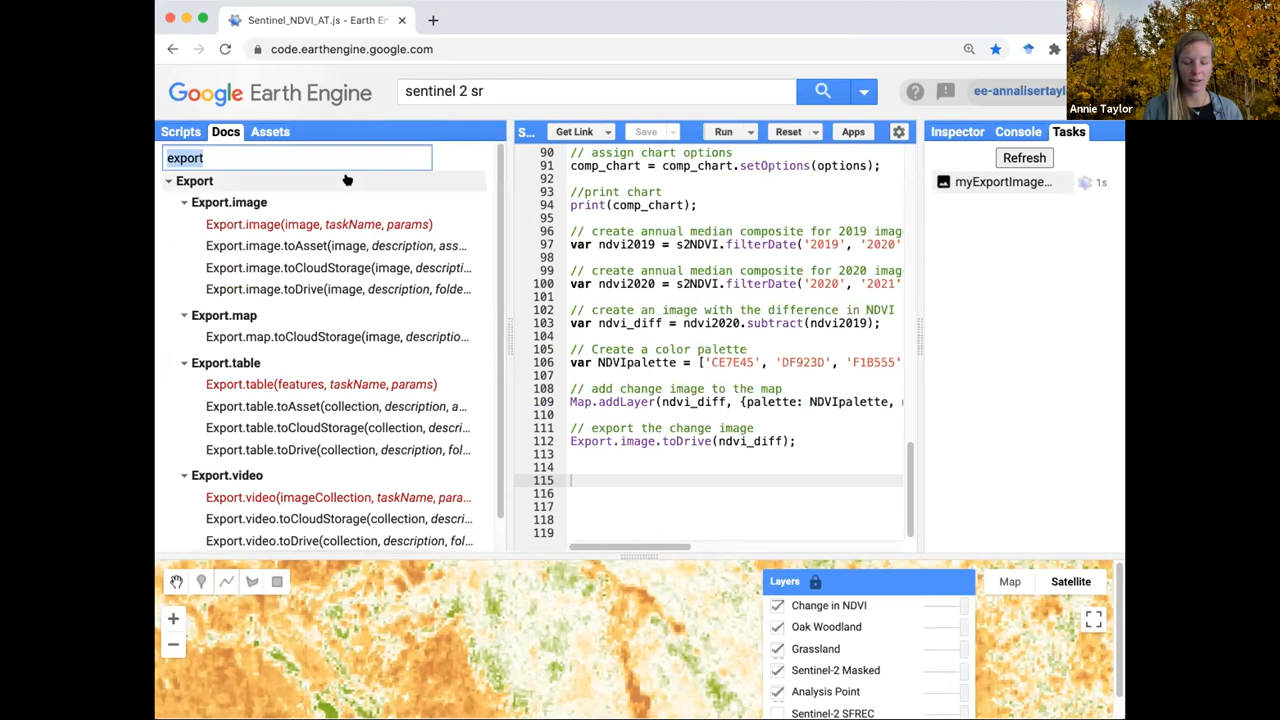 Sentinel_NDVI_AT.js - Earth En
code.earthengine.google.com
Annie Taylor
Google Earth Engine
sentinel 2 sr
ee-annalisertayl
Scripts Docs Assets
S... Get Link Save Run Reset Apps
Inspector Console Tasks
export
Export
Export.image
Export.image(image, taskName, params)
Export.image.toAsset(image, description, ass...
Export.image.toCloudStorage(image, descripti...
Export.image.toDrive(image, description, folde...
Export.map
Export.map.toCloudStorage(image, descriptio...
Export.table
Export.table(features, taskName, params)
Export.table.toAsset(collection, description, a...
Export.table.toCloudStorage(collection, descri...
Export.table.toDrive(collection, description, fol...
Export.video
Export.video(imageCollection, taskName, para...
Export.video.toCloudStorage(collection, descri...
Export.video.toDrive(collection, description, fol...
90 // assign chart options
91 comp_chart = comp_chart.setOptions(options);
92
93 //print chart
94 print(comp_chart);
95
96 // create annual median composite for 2019 imag
97 var ndvi2019 = s2NDVI.filterDate('2019', '2020'
98
99 // create annual median composite for 2020 imag
100 var ndvi2020 = s2NDVI.filterDate('2020', '2021'
101
102 // create an image with the difference in NDVI
103 var ndvi_diff = ndvi2020.subtract(ndvi2019);
104
105 // Create a color palette
106 var NDVIpalette = ['CE7E45', 'DF923D', 'F1B555'
107
108 // add change image to the map
109 Map.addLayer(ndvi_diff, {palette: NDVIpalette,
110
111 // export the change image
112 Export.image.toDrive(ndvi_diff);
113
114
115
116
117
118
119
Refresh
myExportImage... 1s
Layers
Change in NDVI
Oak Woodland
Grassland
Sentinel-2 Masked
Analysis Point
Sentinel-2 SFREC
Map Satellite